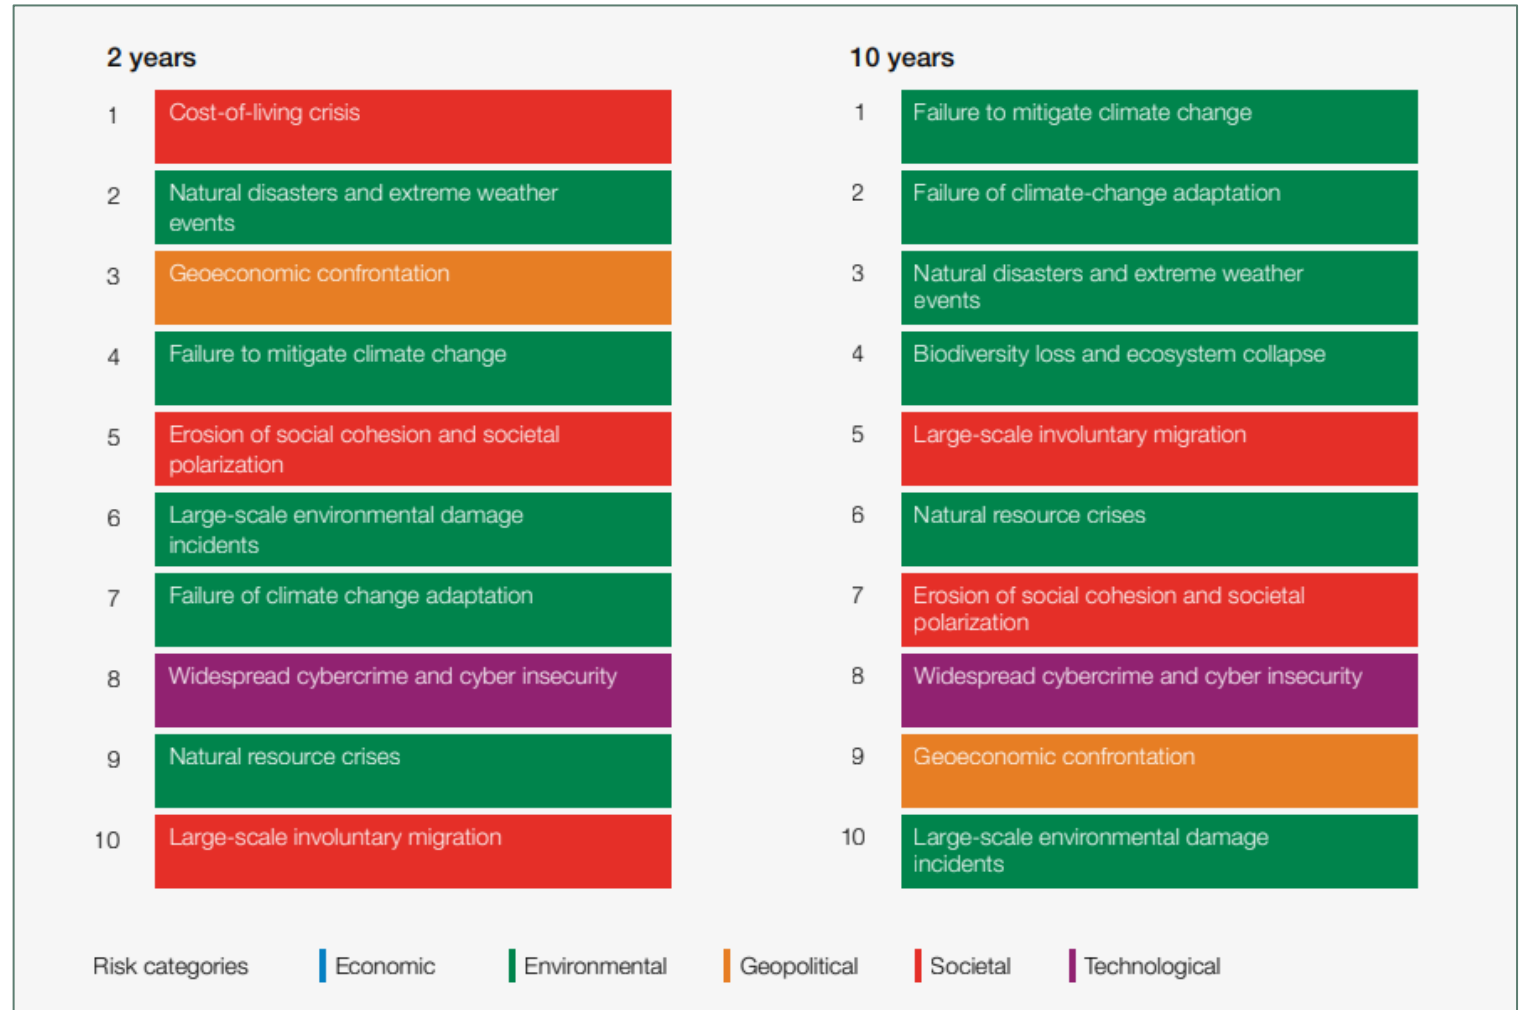 2 years
1
Cost-of-living crisis
2
Natural disasters and extreme weather
events
3
Geoeconomic confrontation
4
Failure to mitigate climate change
5
Erosion of social cohesion and societal
polarization
6
Large-scale environmental damage
incidents
7
Failure of climate change adaptation
8
Widespread cybercrime and cyber insecurity
9
Natural resource crises
10
Large-scale involuntary migration
10 years
1
Failure to mitigate climate change
2
Failure of climate-change adaptation
3
Natural disasters and extreme weather
events
4
Biodiversity loss and ecosystem collapse
5
Large-scale involuntary migration
6
Natural resource crises
7
Erosion of social cohesion and societal
polarization
8
Widespread cybercrime and cyber insecurity
9
Geoeconomic confrontation
10
Large-scale environmental damage
incidents
Risk categories
Economic
Environmental
Geopolitical
Societal
Technological